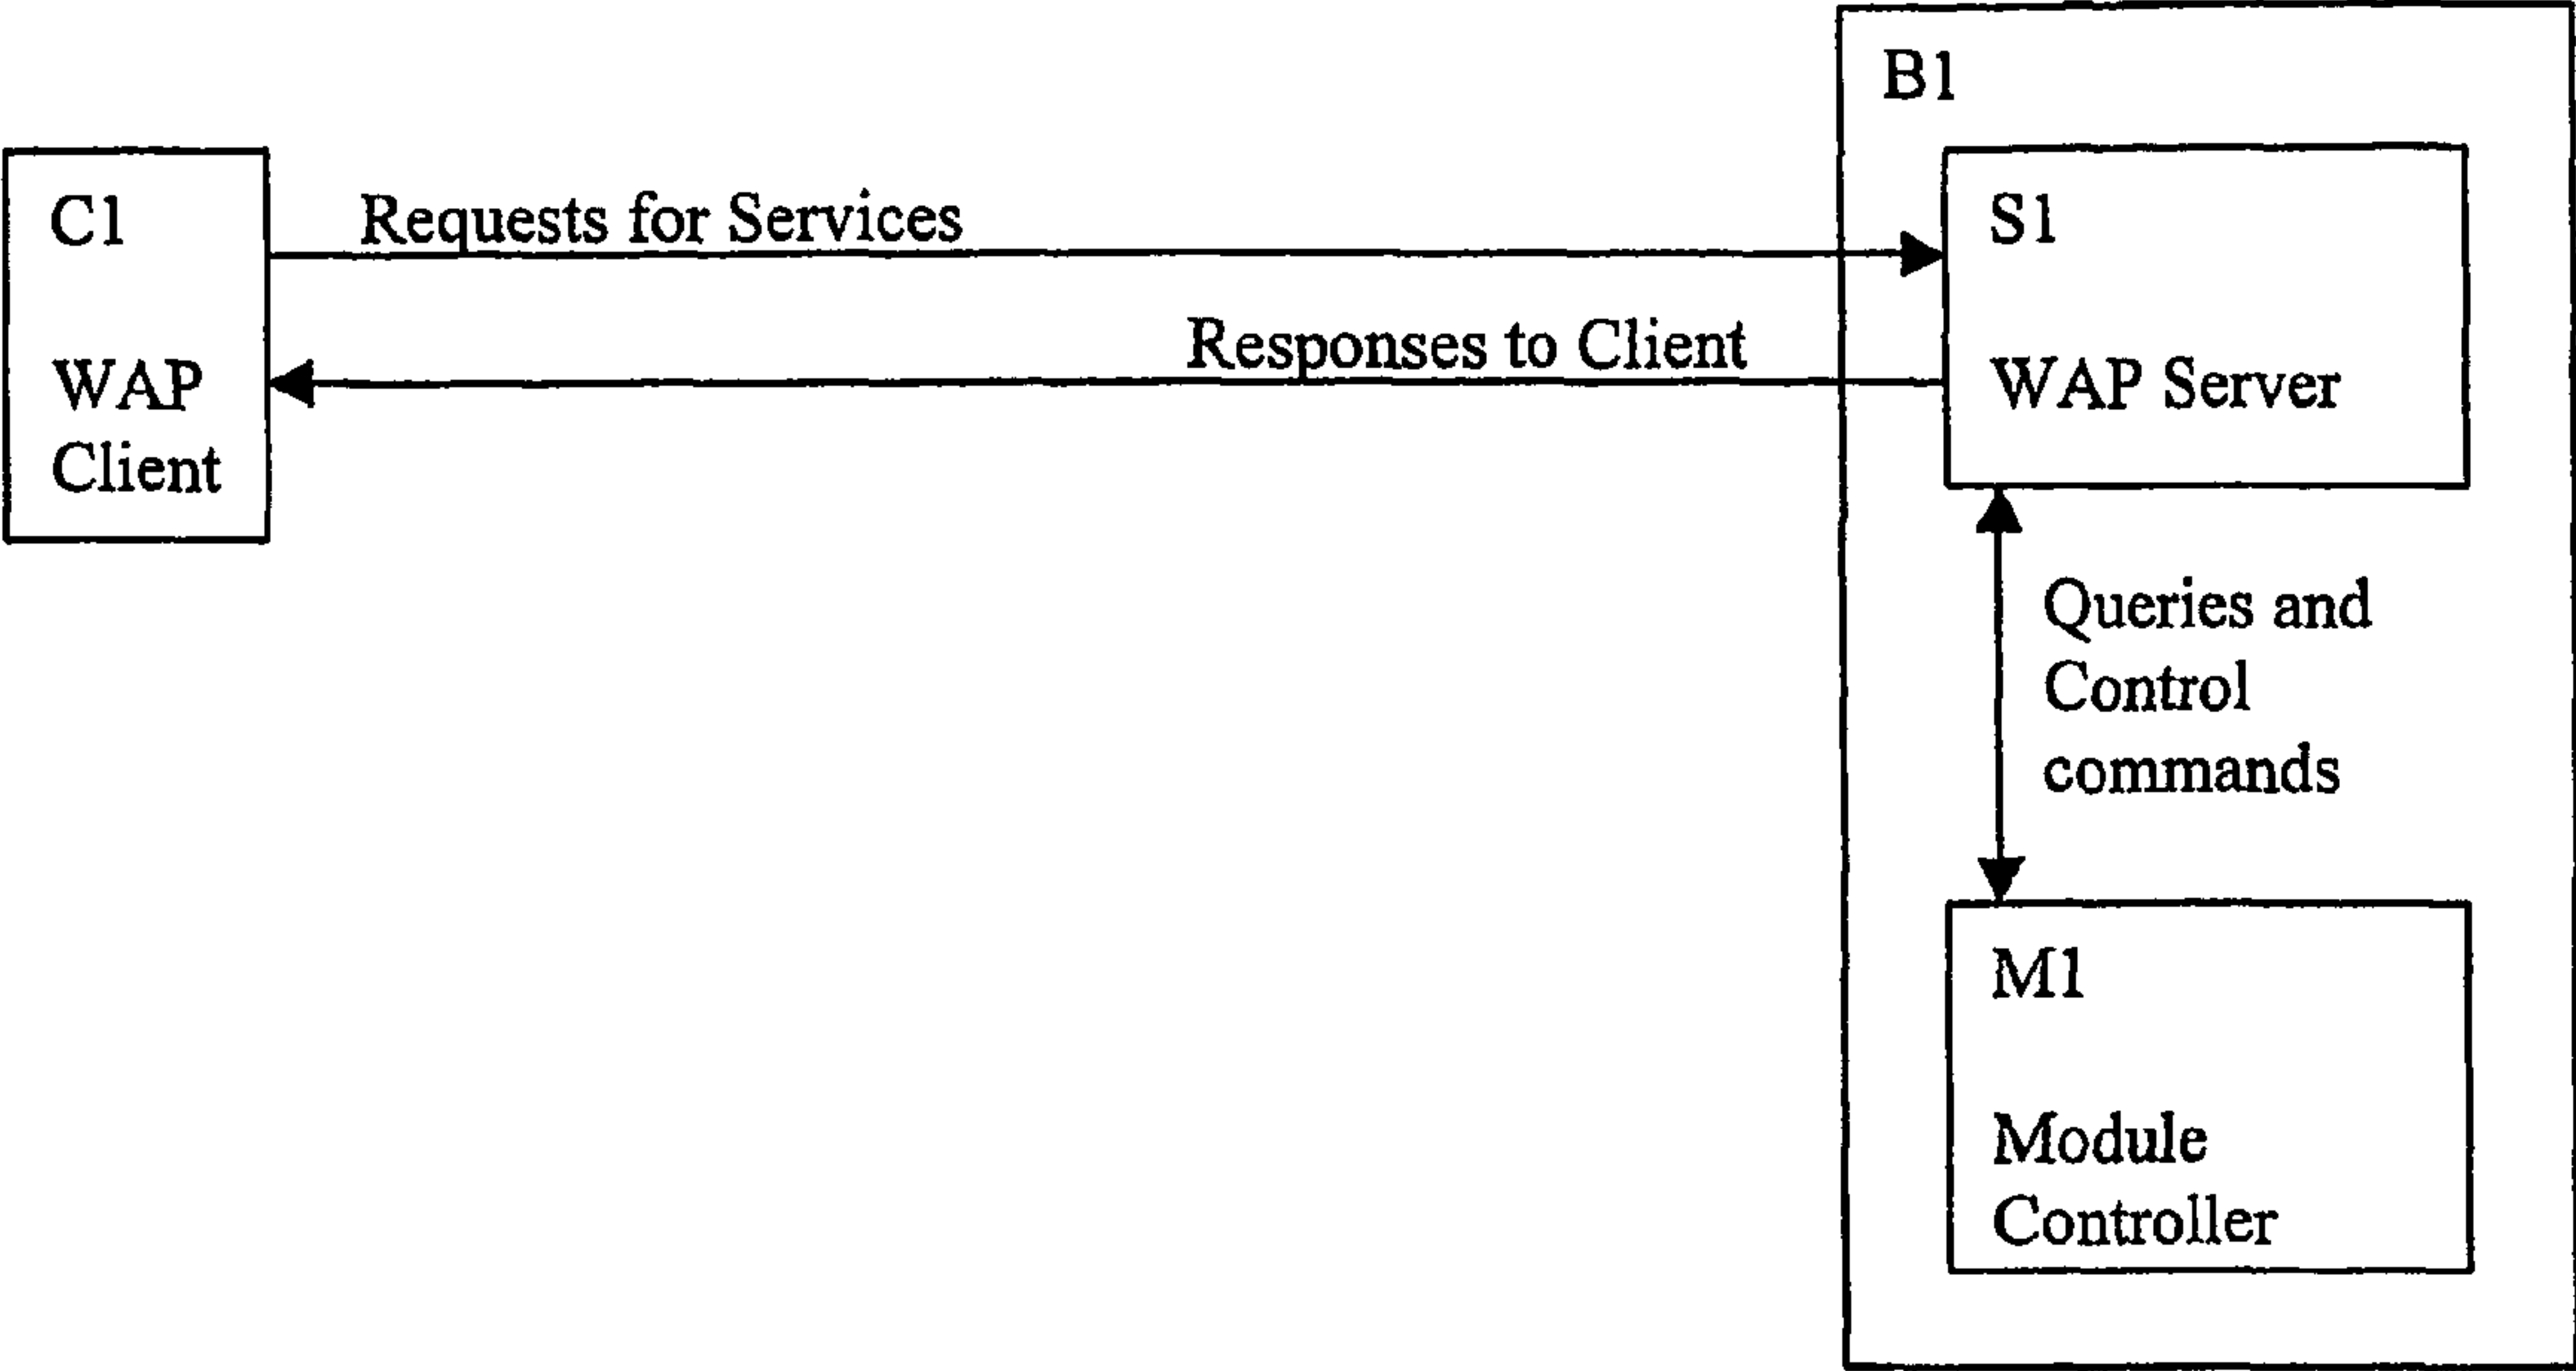 B1
C1
WAP
Client
Requests for Services
Responses to Client
S1
WAP Server
Queries and
Control
commands
M1
Module
Controller